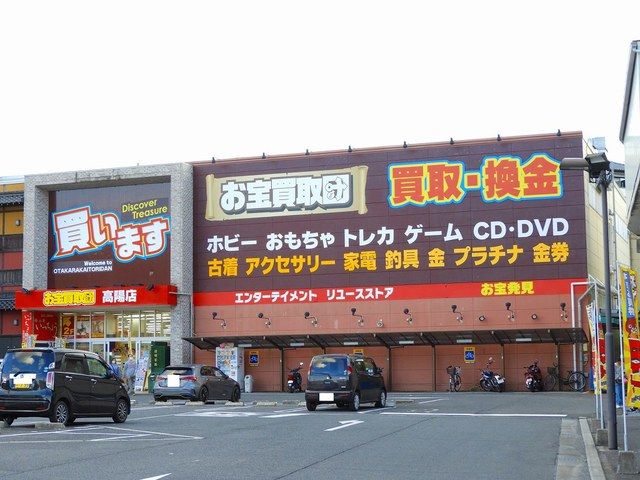 買います
Discover
Treasure
Welcome to
OTAKARAKAITORIDAN
お宝買取団 高陽店
お宝買取団
買取・換金
ホビー おもちゃ トレカ ゲーム CD・DVD
古着 アクセサリー 家電 釣具 金 プラチナ 金券
エンターテイメント リユースストア
お宝発見